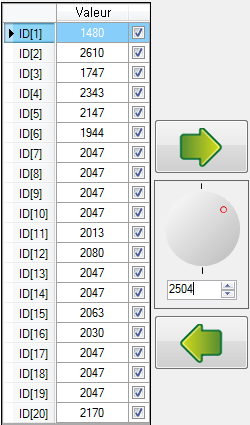 Valeur
ID[1] 1480
ID[2] 2610
ID[3] 1747
ID[4] 2343
ID[5] 2147
ID[6] 1944
ID[7] 2047
ID[8] 2047
ID[9] 2047
ID[10] 2047
ID[11] 2013
ID[12] 2080
ID[13] 2047
ID[14] 2047
ID[15] 2063
ID[16] 2030
ID[17] 2047
ID[18] 2047
ID[19] 2047
ID[20] 2170
2504